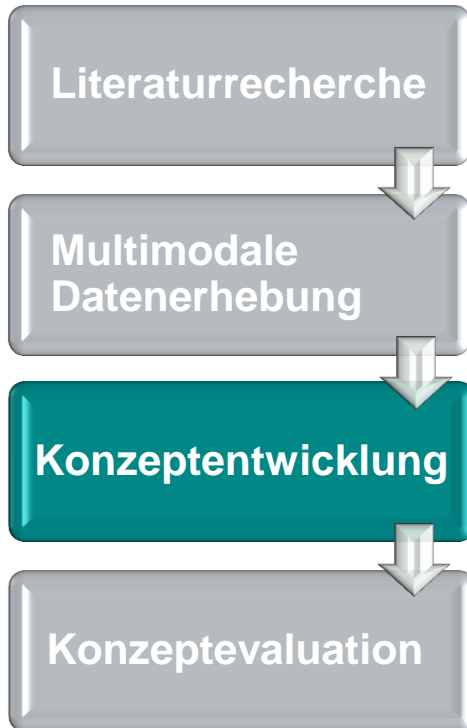 Literaturrecherche
Multimodale
Datenerhebung
Konzeptentwicklung
Konzeptevaluation